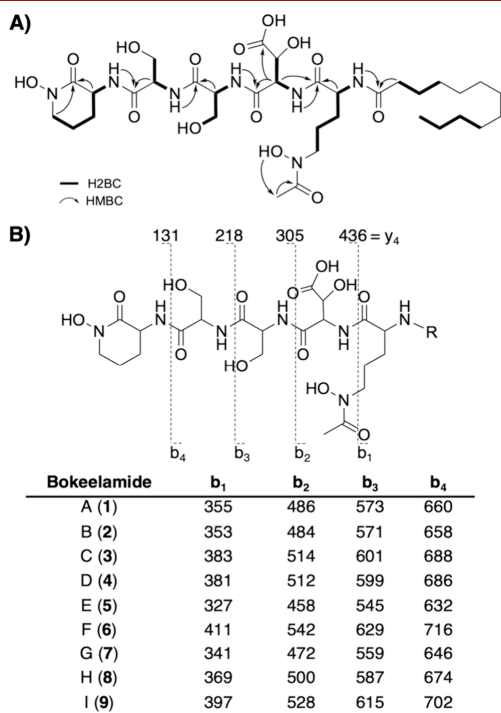 A)
HO O HO O H N N H O O N H HO H N O O OH OH N H O H N O
HO N O
H2BC
HMBC
B)
131 218 305 436 = y4
HO N O H N O HO N H O HO H N O O OH OH N H O H N R
HO N O
b4 b3 b2 b1
Bokeelamide b1 b2 b3 b4
A (1) 355 486 573 660
B (2) 353 484 571 658
C (3) 383 514 601 688
D (4) 381 512 599 686
E (5) 327 458 545 632
F (6) 411 542 629 716
G (7) 341 472 559 646
H (8) 369 500 587 674
I (9) 397 528 615 702